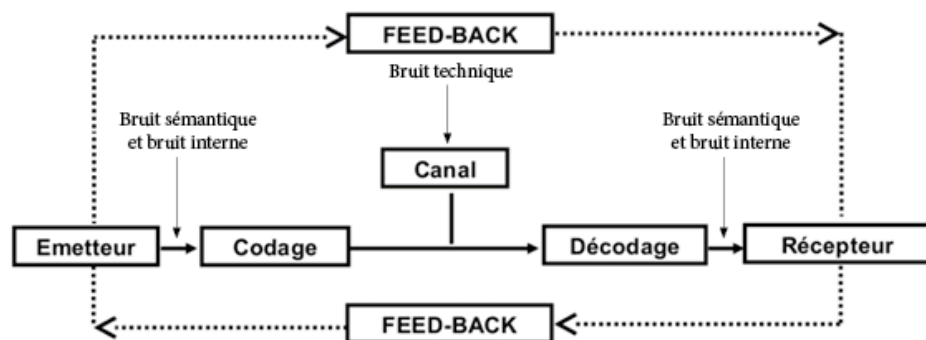 FEED-BACK
Bruit technique
Bruit sémantique
et bruit interne
Bruit sémantique
et bruit interne
Canal
Emetteur
Codage
Décodage
Récepteur
FEED-BACK